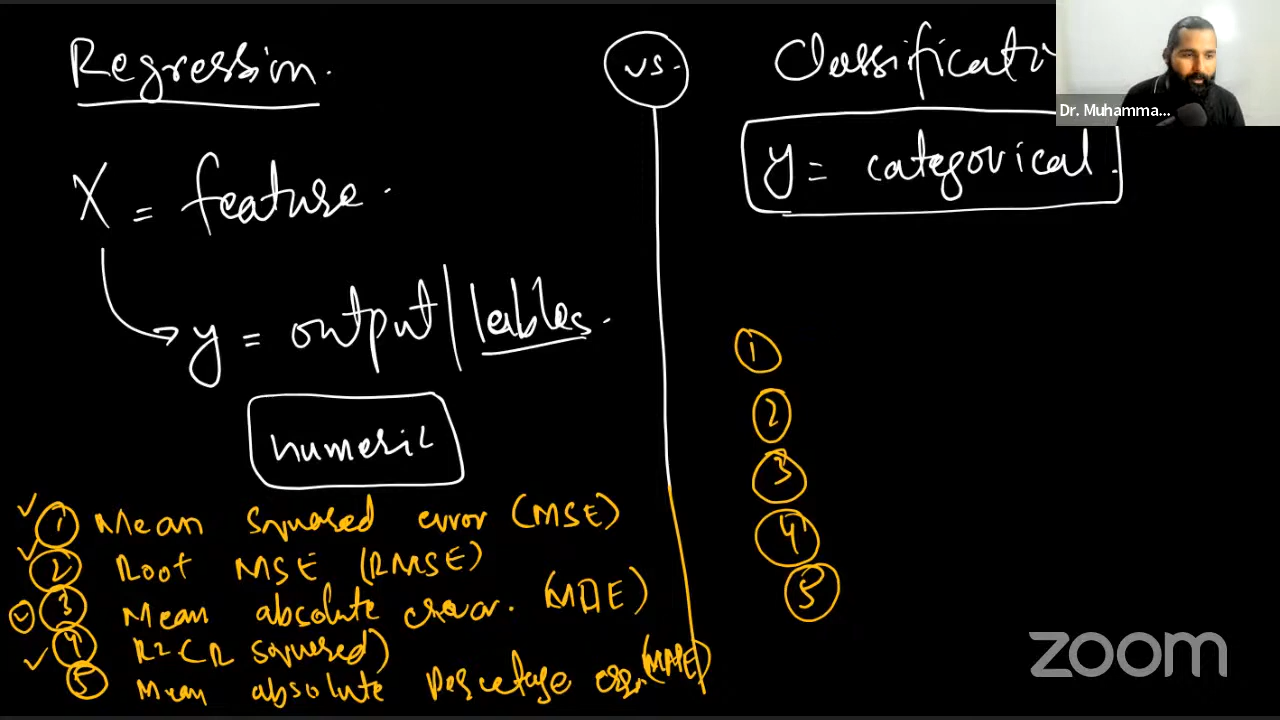 Regression.
vs.
Classificati
Dr. Muhamma...
X = feature.
y = categorical.
y = output | lables.
numeric
1 Mean squared error (MSE)
2 Root MSE (RMSE)
3 Mean absolute error. (MAE)
4 R2 (R squared)
5 Mean absolute percetage (MAPE)
1
2
3
4
5
zoom